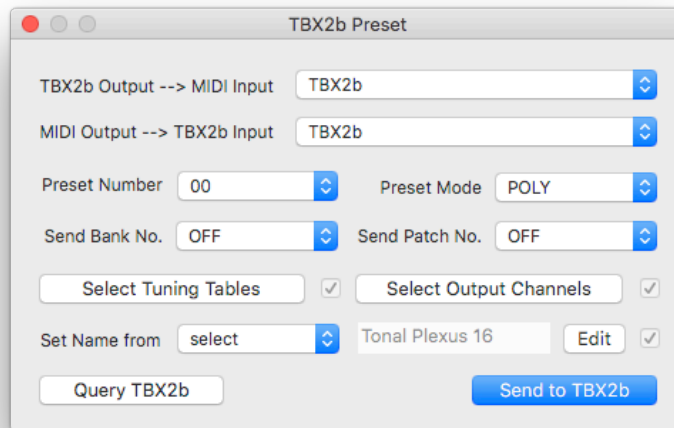 TBX2b Preset
TBX2b Output --> MIDI Input TBX2b
MIDI Output --> TBX2b Input TBX2b
Preset Number 00 Preset Mode POLY
Send Bank No. OFF Send Patch No. OFF
Select Tuning Tables Select Output Channels
Set Name from select Tonal Plexus 16 Edit
Query TBX2b Send to TBX2b